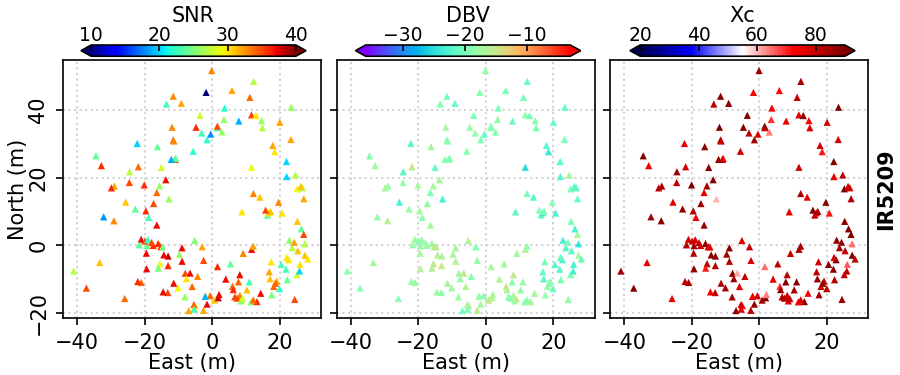 SNR DBV Xc
10 20 30 40 −30 −20 −10 20 40 60 80
40
20
0
−20
North (m)
IR5209
−40 −20 0 20 −40 −20 0 20 −40 −20 0 20
East (m) East (m) East (m)